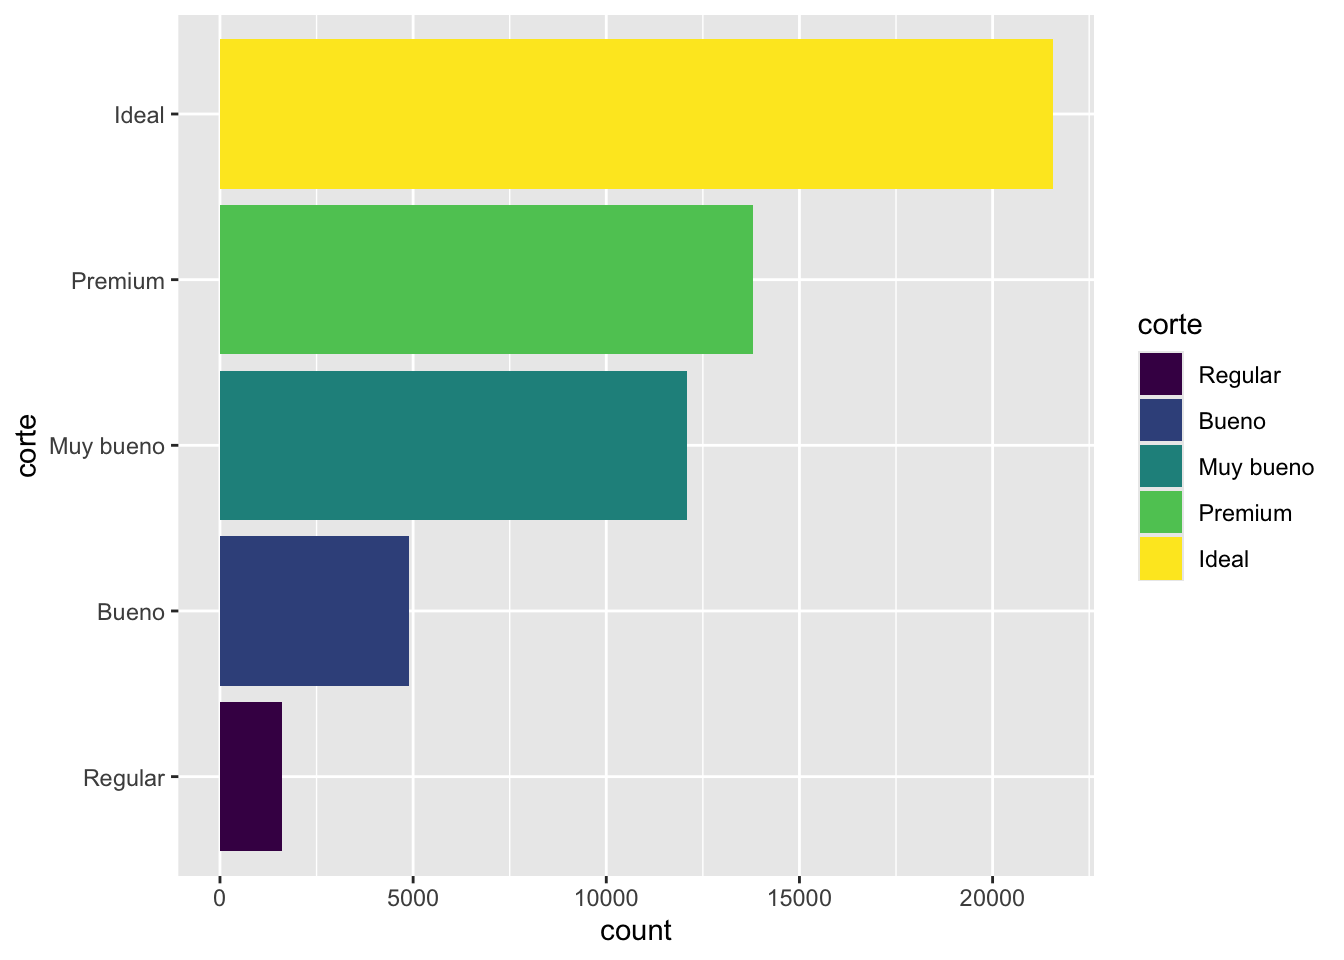 corte
Ideal
Premium
Muy bueno
Bueno
Regular
0 5000 10000 15000 20000
count
corte
Regular
Bueno
Muy bueno
Premium
Ideal